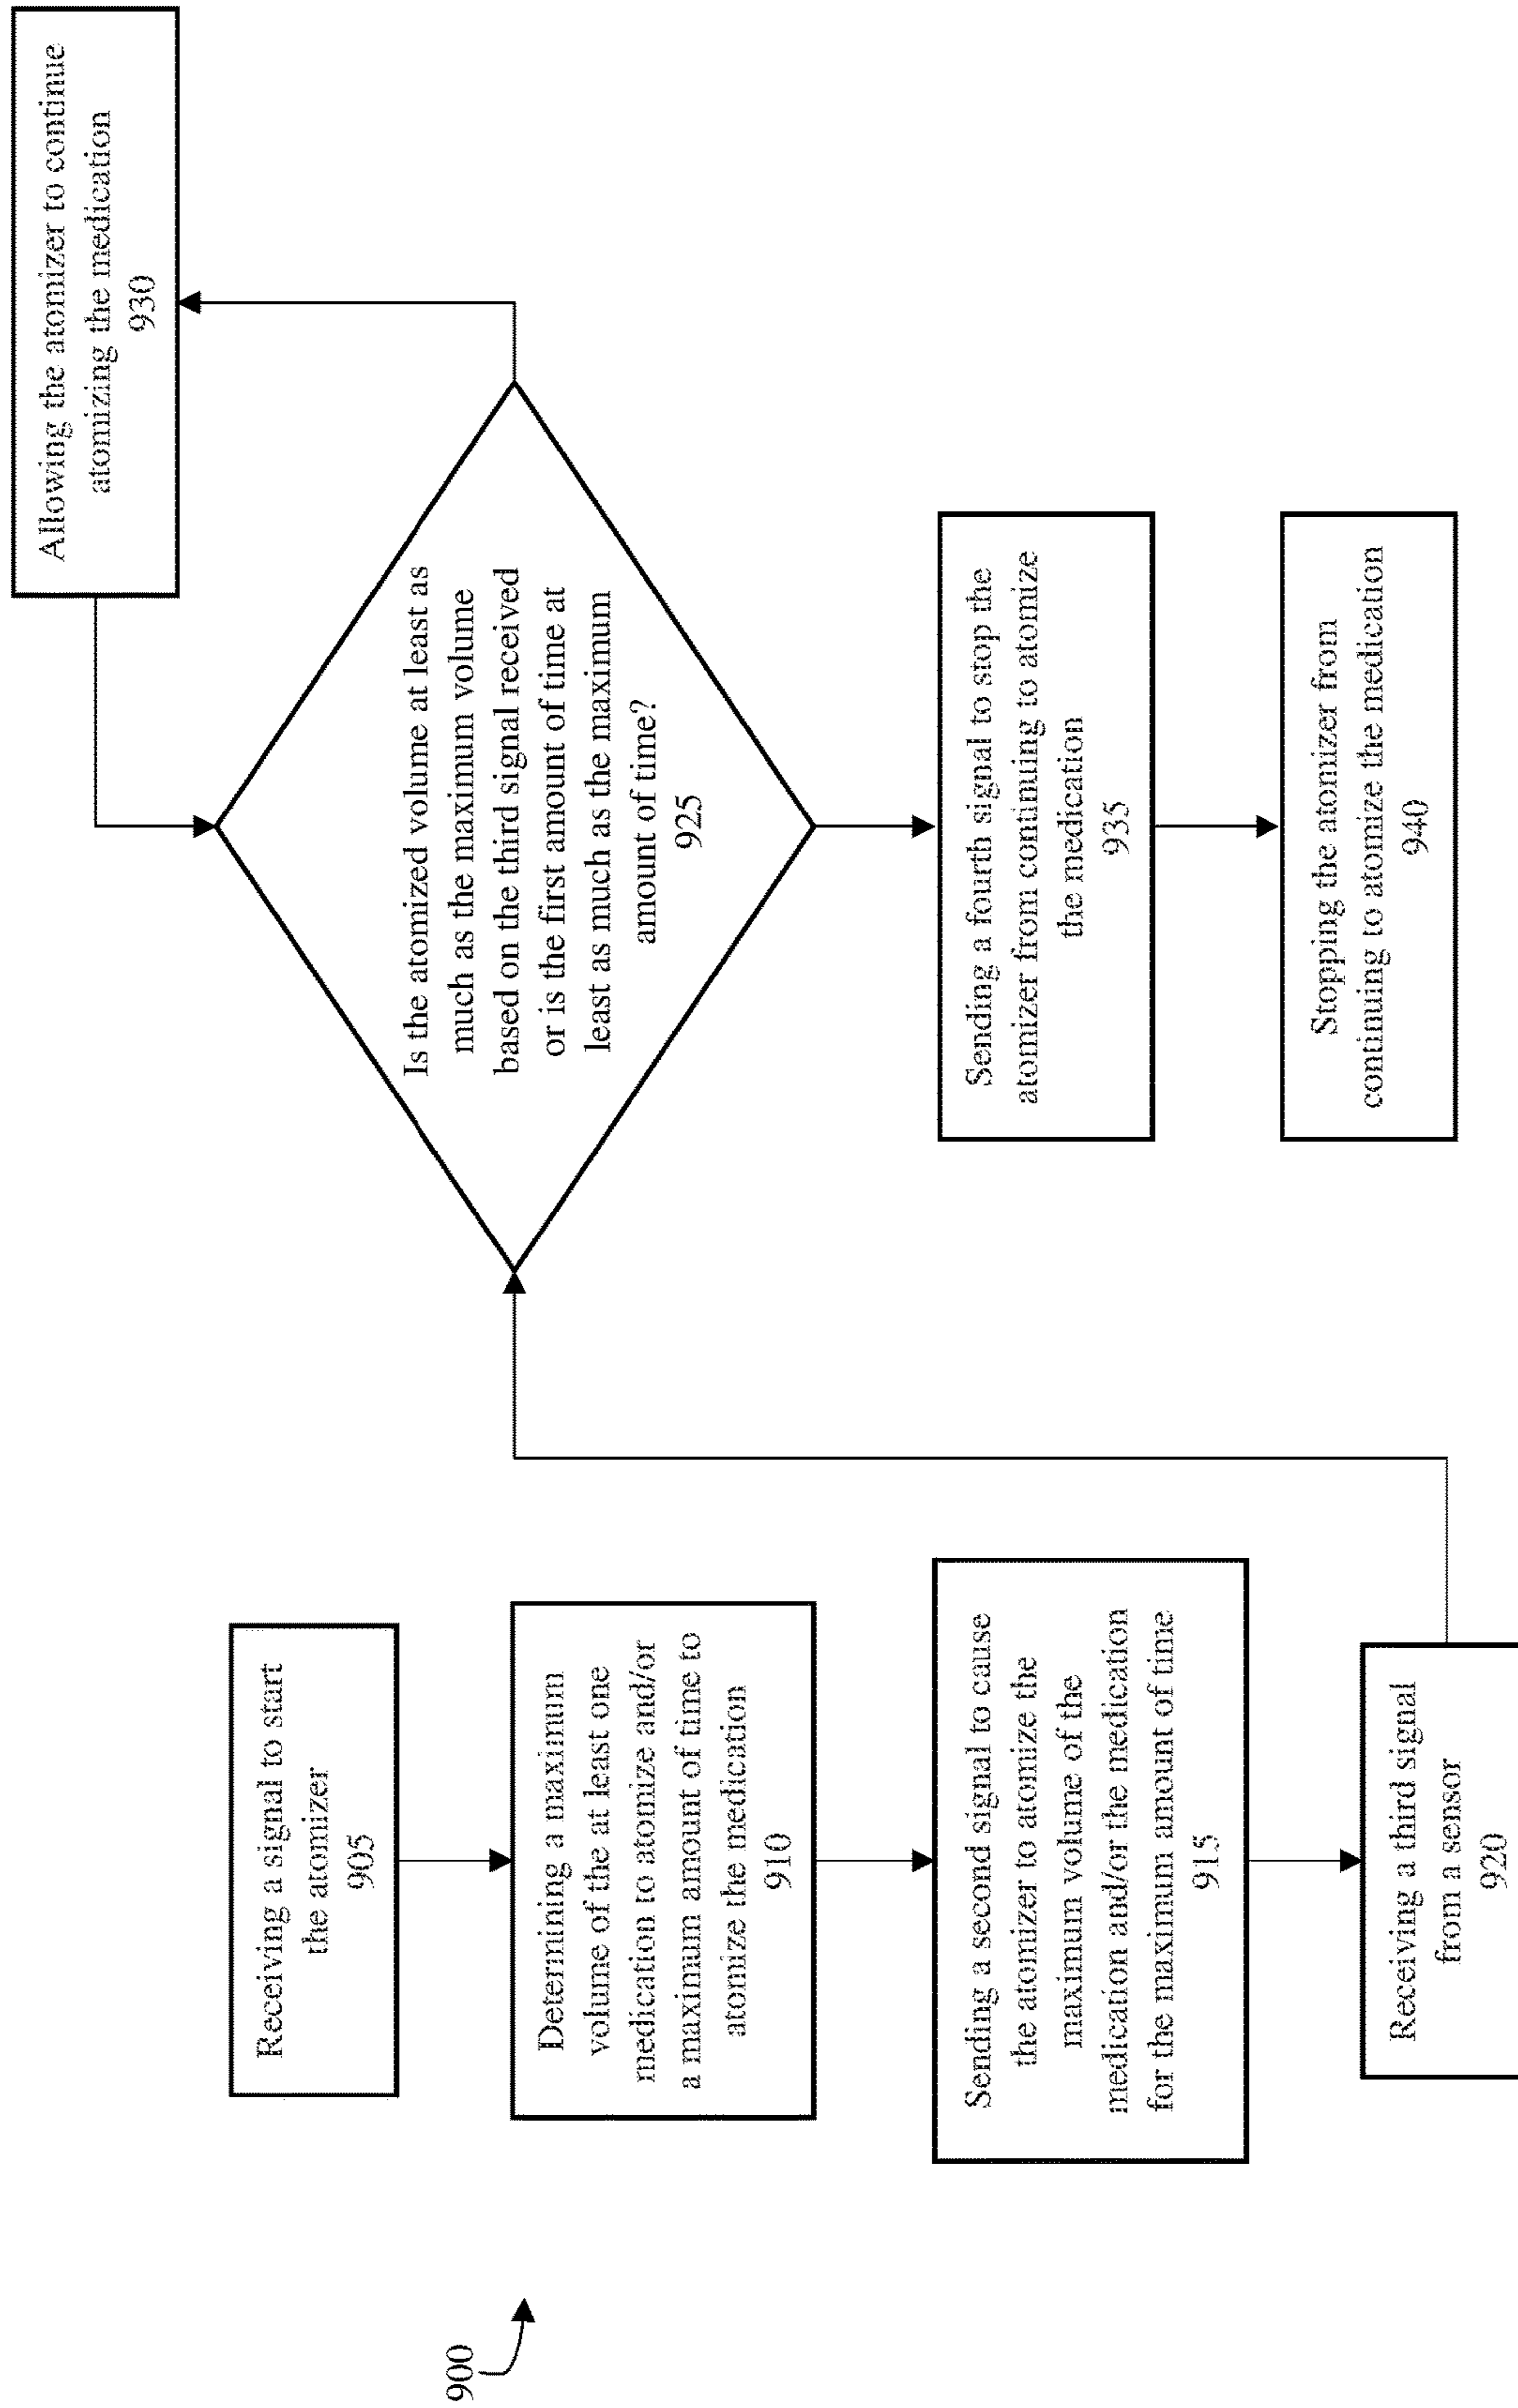 900
Receiving a signal to start
the atomizer
905
Determining a maximum
volume of the at least one
medication to atomize and/or
a maximum amount of time to
atomize the medication
910
Sending a second signal to cause
the atomizer to atomize the
maximum volume of the
medication and/or the medication
for the maximum amount of time
915
Receiving a third signal
from a sensor
920
Is the atomized volume at least as
much as the maximum volume
based on the third signal received
or is the first amount of time at
least as much as the maximum
amount of time?
925
Allowing the atomizer to continue
atomizing the medication
930
Sending a fourth signal to stop the
atomizer from continuing to atomize
the medication
935
Stopping the atomizer from
continuing to atomize the medication
940